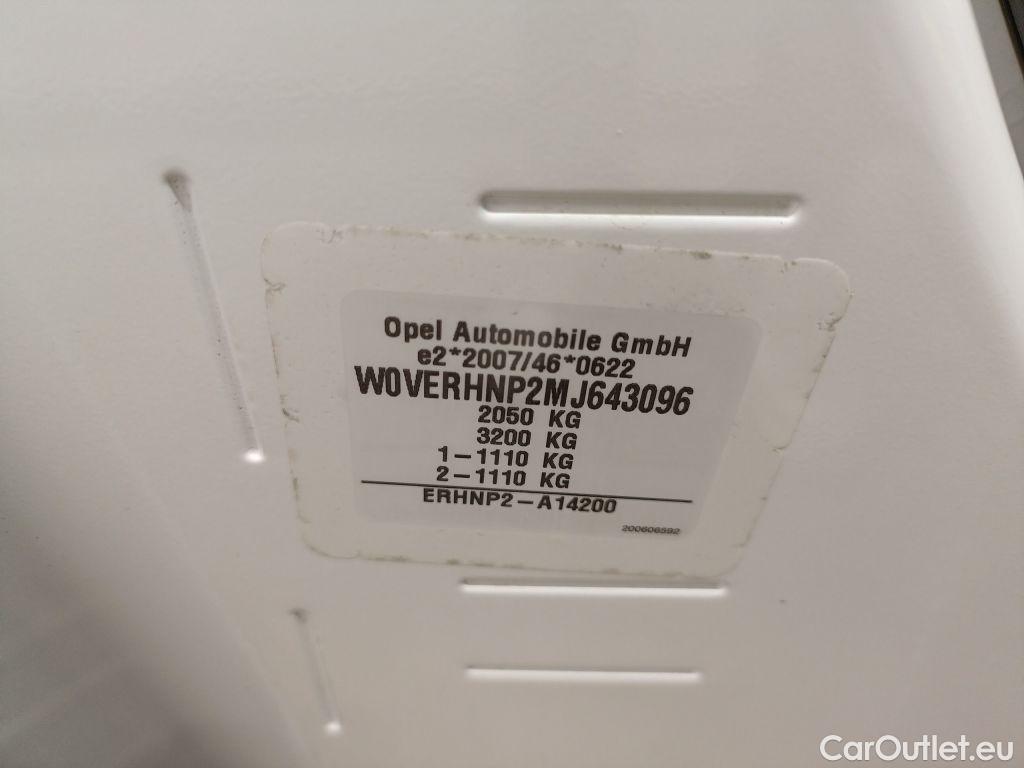 Opel Automobile GmbH
e2*2007/46*0622
W0VERHNP2MJ643096
2050 KG
3200 KG
1-1110 KG
2-1110 KG
ERHNP2-A14200
200606592
CarOutlet.eu